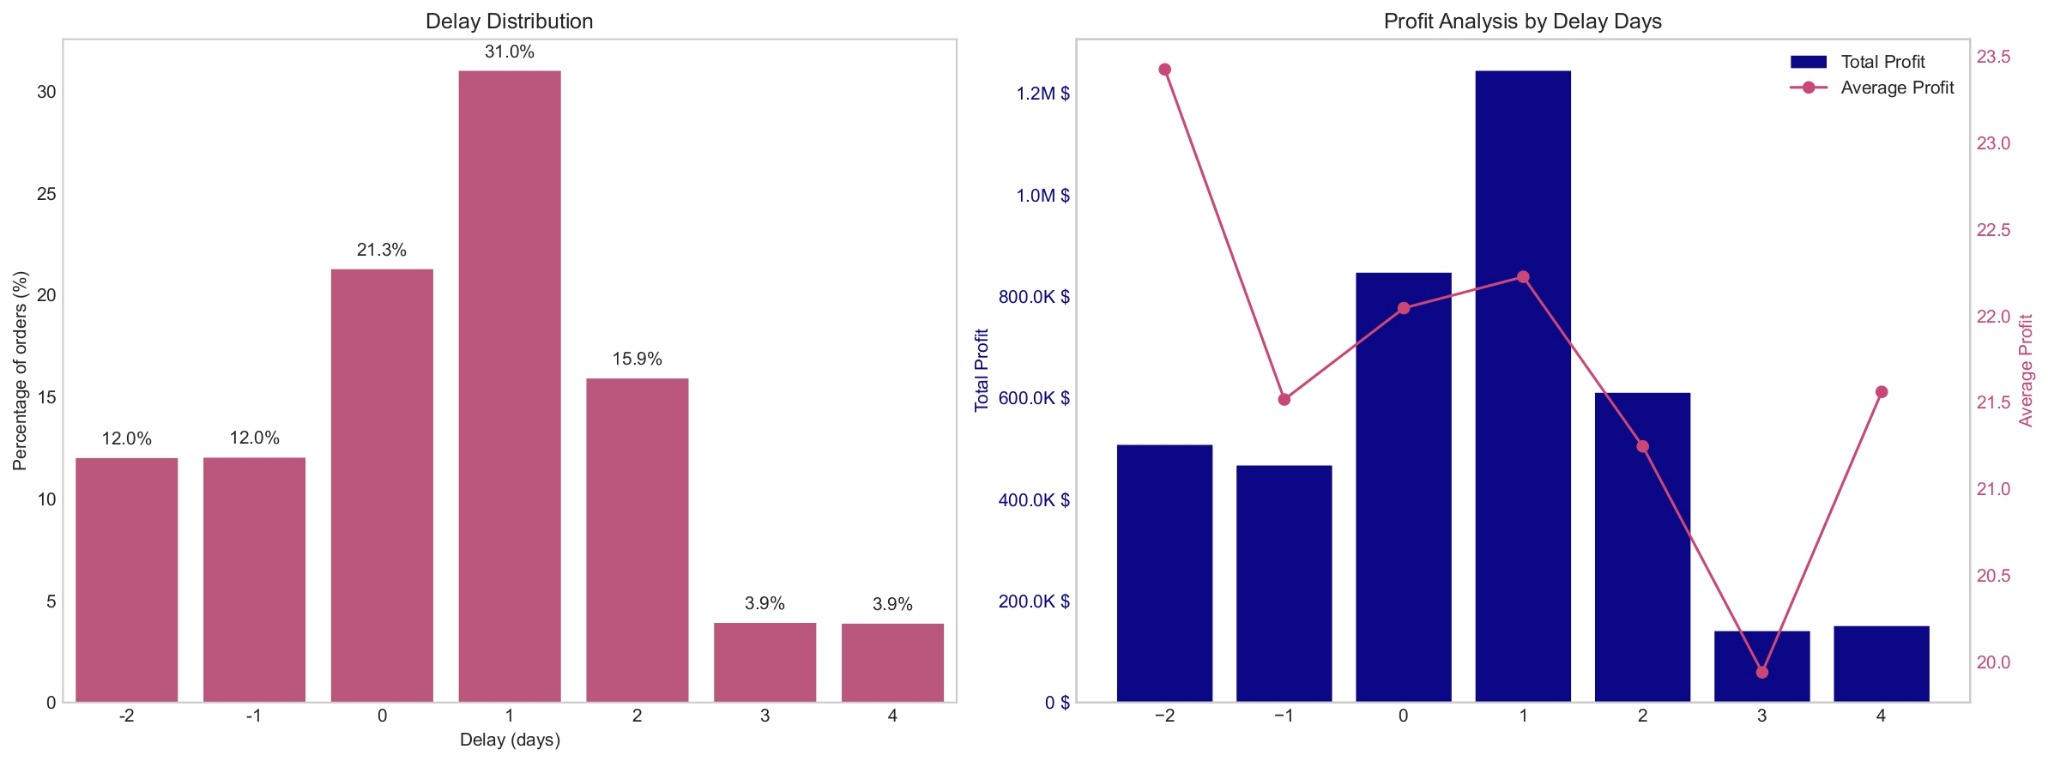 Delay Distribution
Percentage of orders (%)
30
25
20
15
10
5
0
12.0%
12.0%
21.3%
31.0%
15.9%
3.9%
3.9%
-2
-1
0
1
2
3
4
Delay (days)
Profit Analysis by Delay Days
Total Profit
1.2M $
1.0M $
800.0K $
600.0K $
400.0K $
200.0K $
0 $
Total Profit
Average Profit
−2
−1
0
1
2
3
4
23.5
23.0
22.5
22.0
21.5
21.0
20.5
20.0
Average Profit